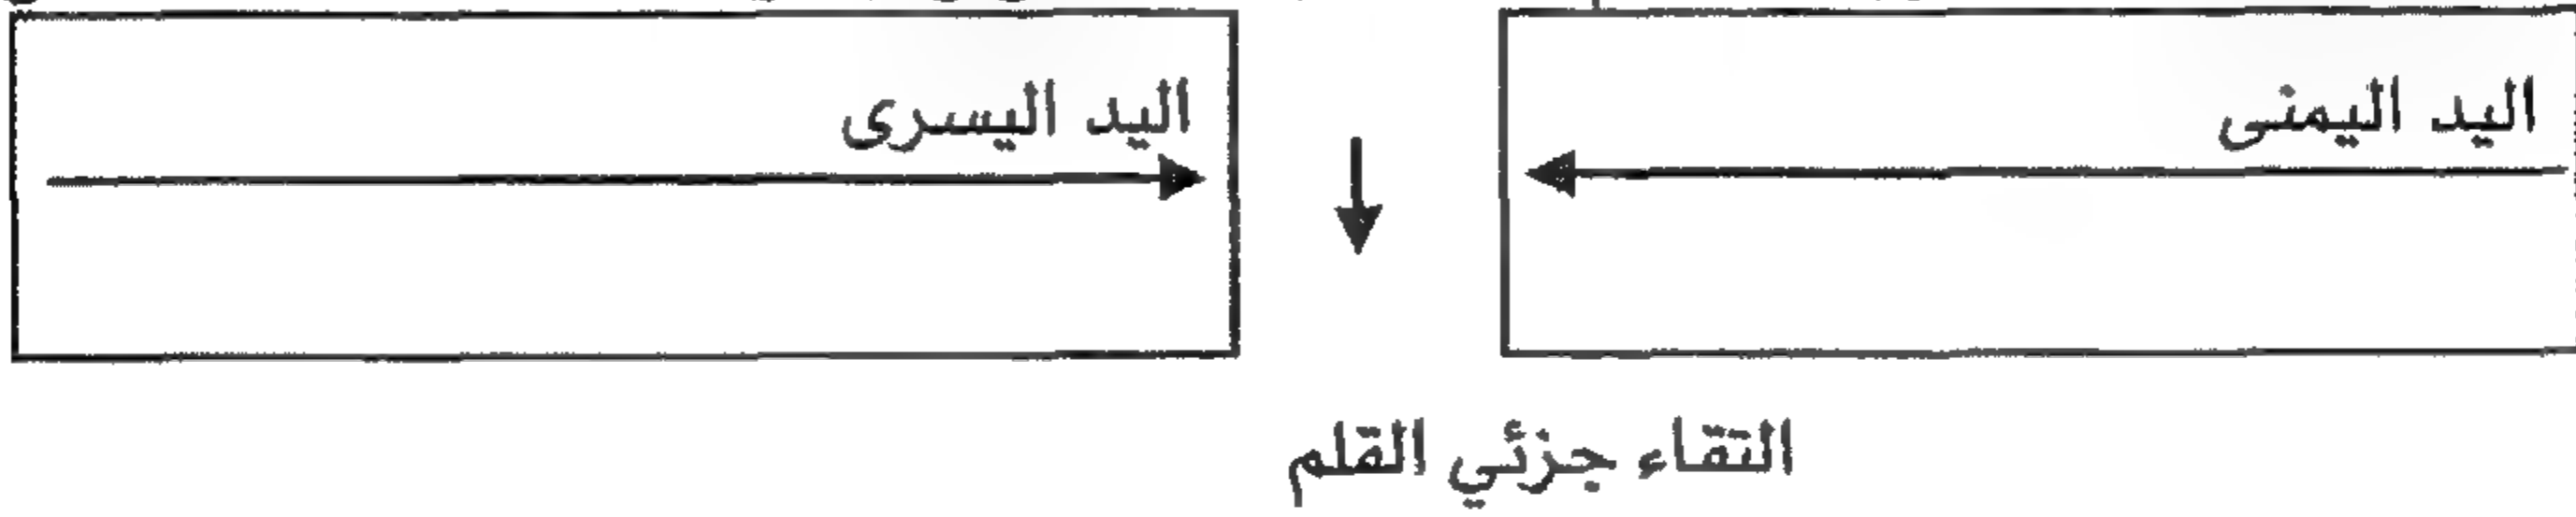 اليد اليمنى
اليد اليسرى
التقاء جزئي القلم